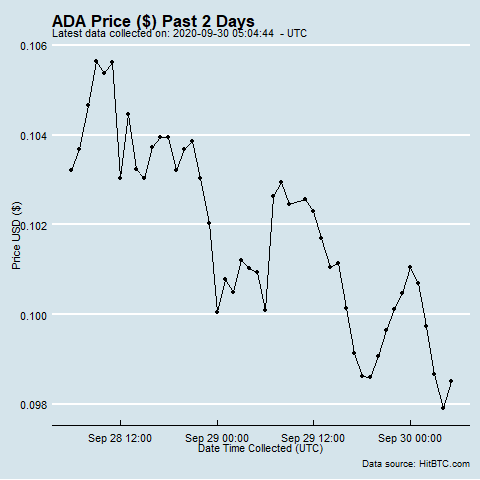 ADA Price ($) Past 2 Days
Latest data collected on: 2020-09-30 05:04:44 - UTC
0.106
0.104
0.102
0.100
0.098
Price USD ($)
Sep 28 12:00 Sep 29 00:00 Sep 29 12:00 Sep 30 00:00
Date Time Collected (UTC)
Data source: HitBTC.com